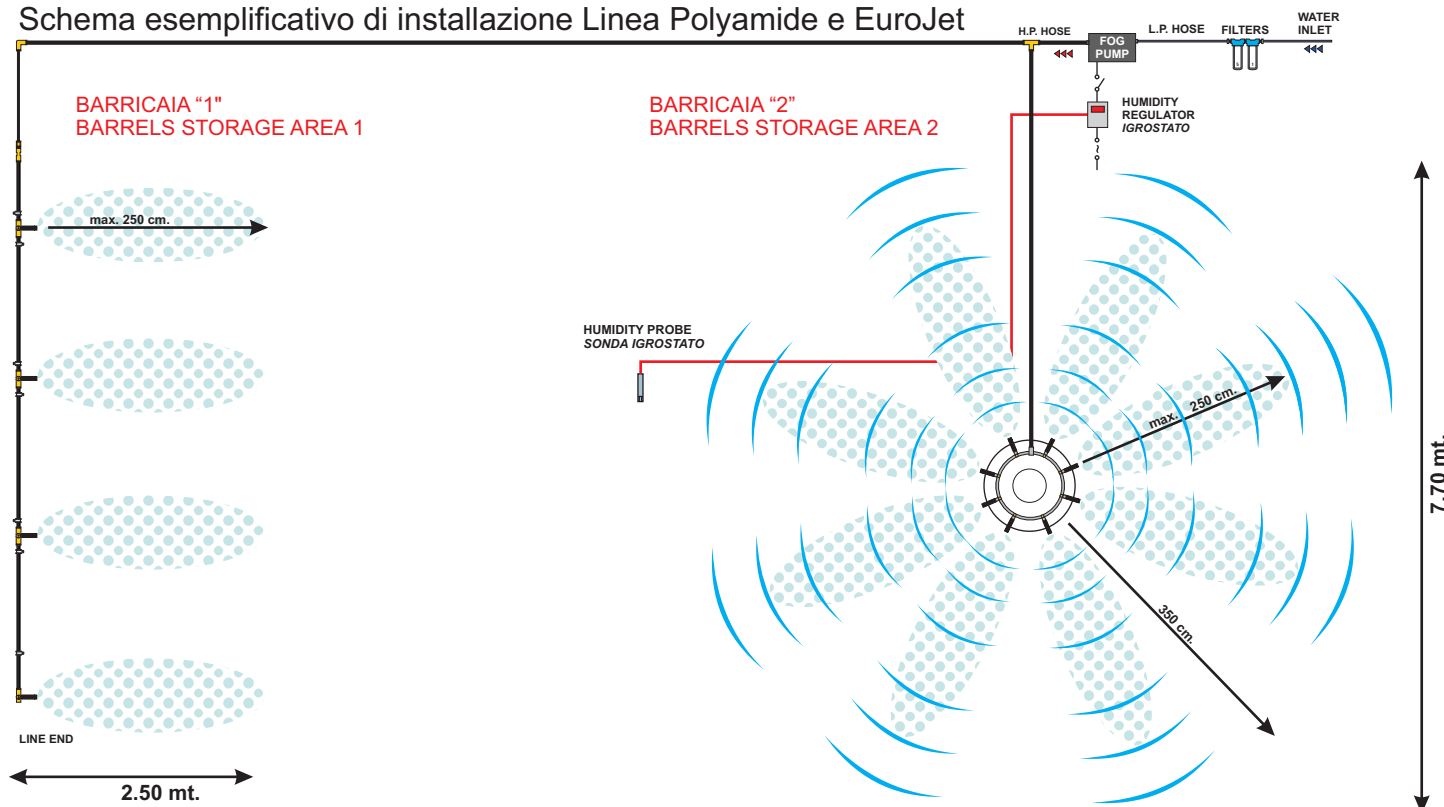 Schema esemplificativo di installazione Linea Polyamide e EuroJet
H.P. HOSE
FOG
PUMP
L.P. HOSE
FILTERS
WATER
INLET
BARRICAIA “1"
BARRELS STORAGE AREA 1
BARRICAIA “2”
BARRELS STORAGE AREA 2
HUMIDITY
REGULATOR
IGROSTATO
max. 250 cm.
HUMIDITY PROBE
SONDA IGROSTATO
max. 250 cm.
350 cm.
7.70 mt.
LINE END
2.50 mt.